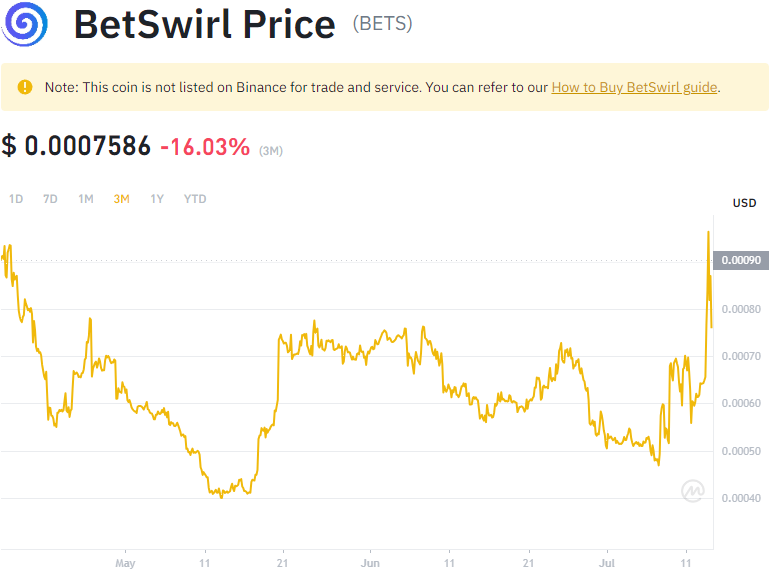 BetSwirl Price (BETS)
Note: This coin is not listed on Binance for trade and service. You can refer to our How to Buy BetSwirl guide.
$ 0.0007586 -16.03% (3M)
1D 7D 1M 3M 1Y YTD
USD
0.00090
0.00080
0.00070
0.00060
0.00050
0.00040
May 11 21 Jun 11 21 Jul 11